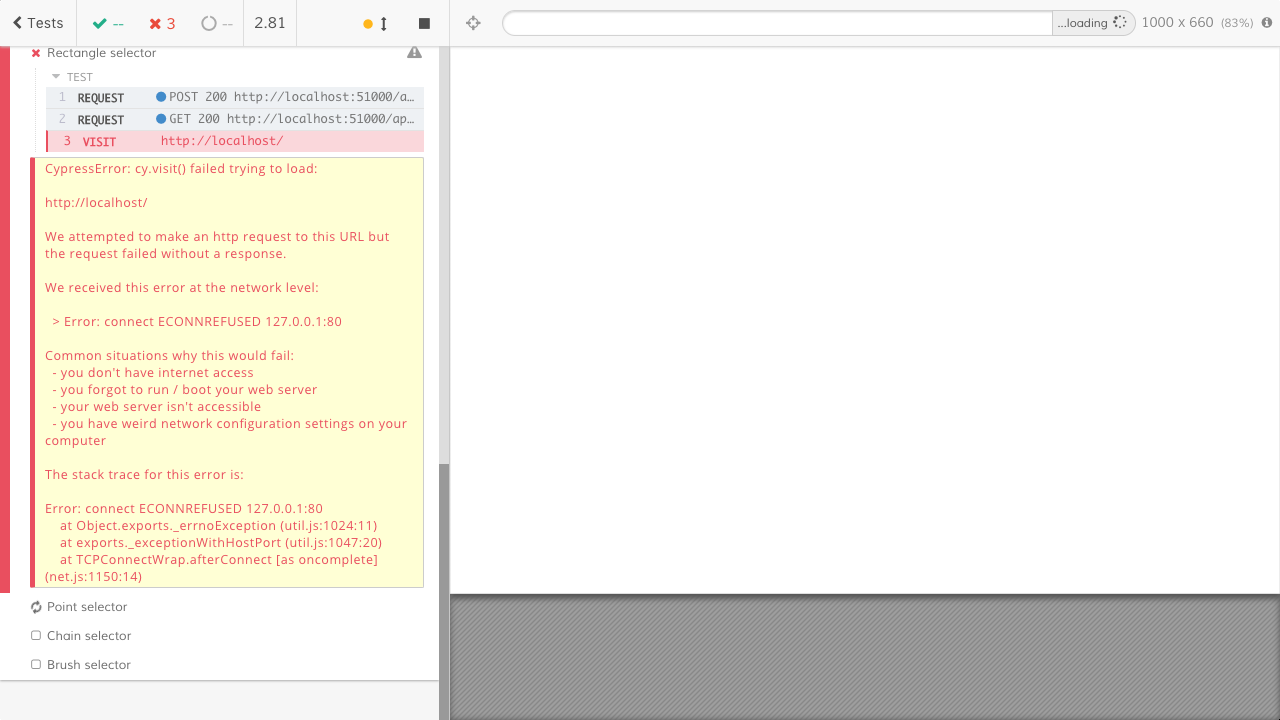 Tests -- 3 -- 2.81
...loading 1000 x 660 (83%)
Rectangle selector
TEST
1 REQUEST POST 200 http://localhost:51000/a…
2 REQUEST GET 200 http://localhost:51000/ap…
3 VISIT http://localhost/
CypressError: cy.visit() failed trying to load:
http://localhost/
We attempted to make an http request to this URL but
the request failed without a response.
We received this error at the network level:
> Error: connect ECONNREFUSED 127.0.0.1:80
Common situations why this would fail:
- you don't have internet access
- you forgot to run / boot your web server
- your web server isn't accessible
- you have weird network configuration settings on your
computer
The stack trace for this error is:
Error: connect ECONNREFUSED 127.0.0.1:80
at Object.exports._errnoException (util.js:1024:11)
at exports._exceptionWithHostPort (util.js:1047:20)
at TCPConnectWrap.afterConnect [as oncomplete]
(net.js:1150:14)
Point selector
Chain selector
Brush selector